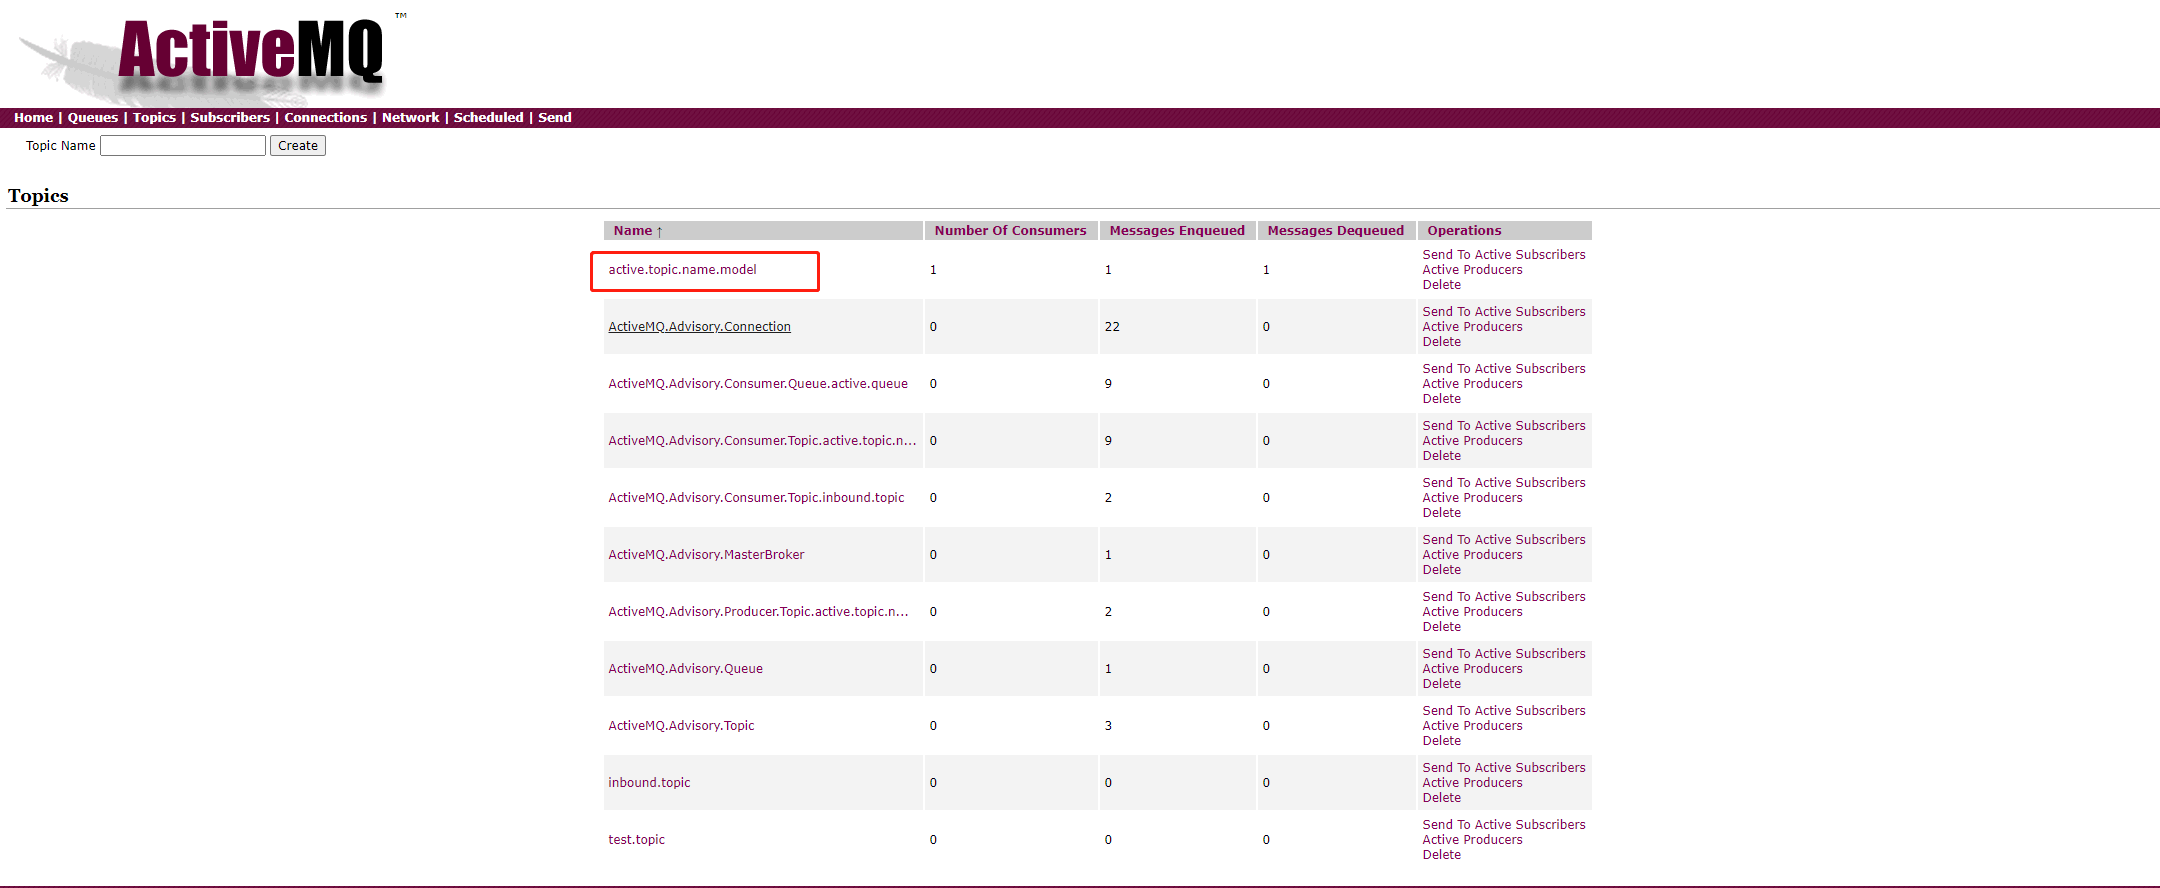 ActiveMQ™
Home | Queues | Topics | Subscribers | Connections | Network | Scheduled | Send
Topic Name Create
Topics
Name ↑ Number Of Consumers Messages Enqueued Messages Dequeued Operations
active.topic.name.model 1 1 1 Send To Active Subscribers
Active Producers
Delete
ActiveMQ.Advisory.Connection 0 22 0 Send To Active Subscribers
Active Producers
Delete
ActiveMQ.Advisory.Consumer.Queue.active.queue 0 9 0 Send To Active Subscribers
Active Producers
Delete
ActiveMQ.Advisory.Consumer.Topic.active.topic.n... 0 9 0 Send To Active Subscribers
Active Producers
Delete
ActiveMQ.Advisory.Consumer.Topic.inbound.topic 0 2 0 Send To Active Subscribers
Active Producers
Delete
ActiveMQ.Advisory.MasterBroker 0 1 0 Send To Active Subscribers
Active Producers
Delete
ActiveMQ.Advisory.Producer.Topic.active.topic.n... 0 2 0 Send To Active Subscribers
Active Producers
Delete
ActiveMQ.Advisory.Queue 0 1 0 Send To Active Subscribers
Active Producers
Delete
ActiveMQ.Advisory.Topic 0 3 0 Send To Active Subscribers
Active Producers
Delete
inbound.topic 0 0 0 Send To Active Subscribers
Active Producers
Delete
test.topic 0 0 0 Send To Active Subscribers
Active Producers
Delete